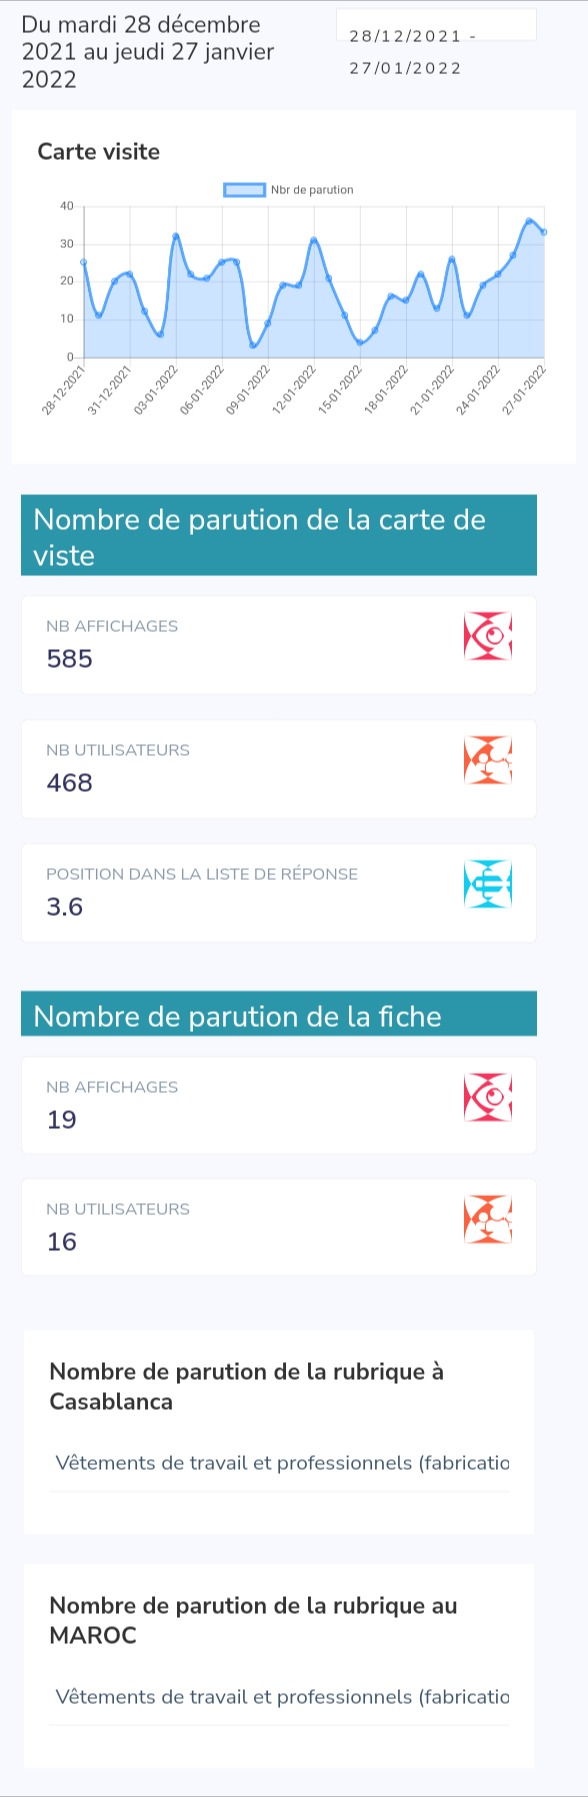 Du mardi 28 décembre
2021 au jeudi 27 janvier
2022
28/12/2021 -
27/01/2022
Carte visite
Nbr de parution
40
30
20
10
0
28-12-2021
31-12-2021
03-01-2022
06-01-2022
09-01-2022
12-01-2022
15-01-2022
18-01-2022
21-01-2022
24-01-2022
27-01-2022
Nombre de parution de la carte de
viste
NB AFFICHAGES
585
NB UTILISATEURS
468
POSITION DANS LA LISTE DE RÉPONSE
3.6
Nombre de parution de la fiche
NB AFFICHAGES
19
NB UTILISATEURS
16
Nombre de parution de la rubrique à
Casablanca
Vêtements de travail et professionnels (fabricatio
Nombre de parution de la rubrique au
MAROC
Vêtements de travail et professionnels (fabricatio